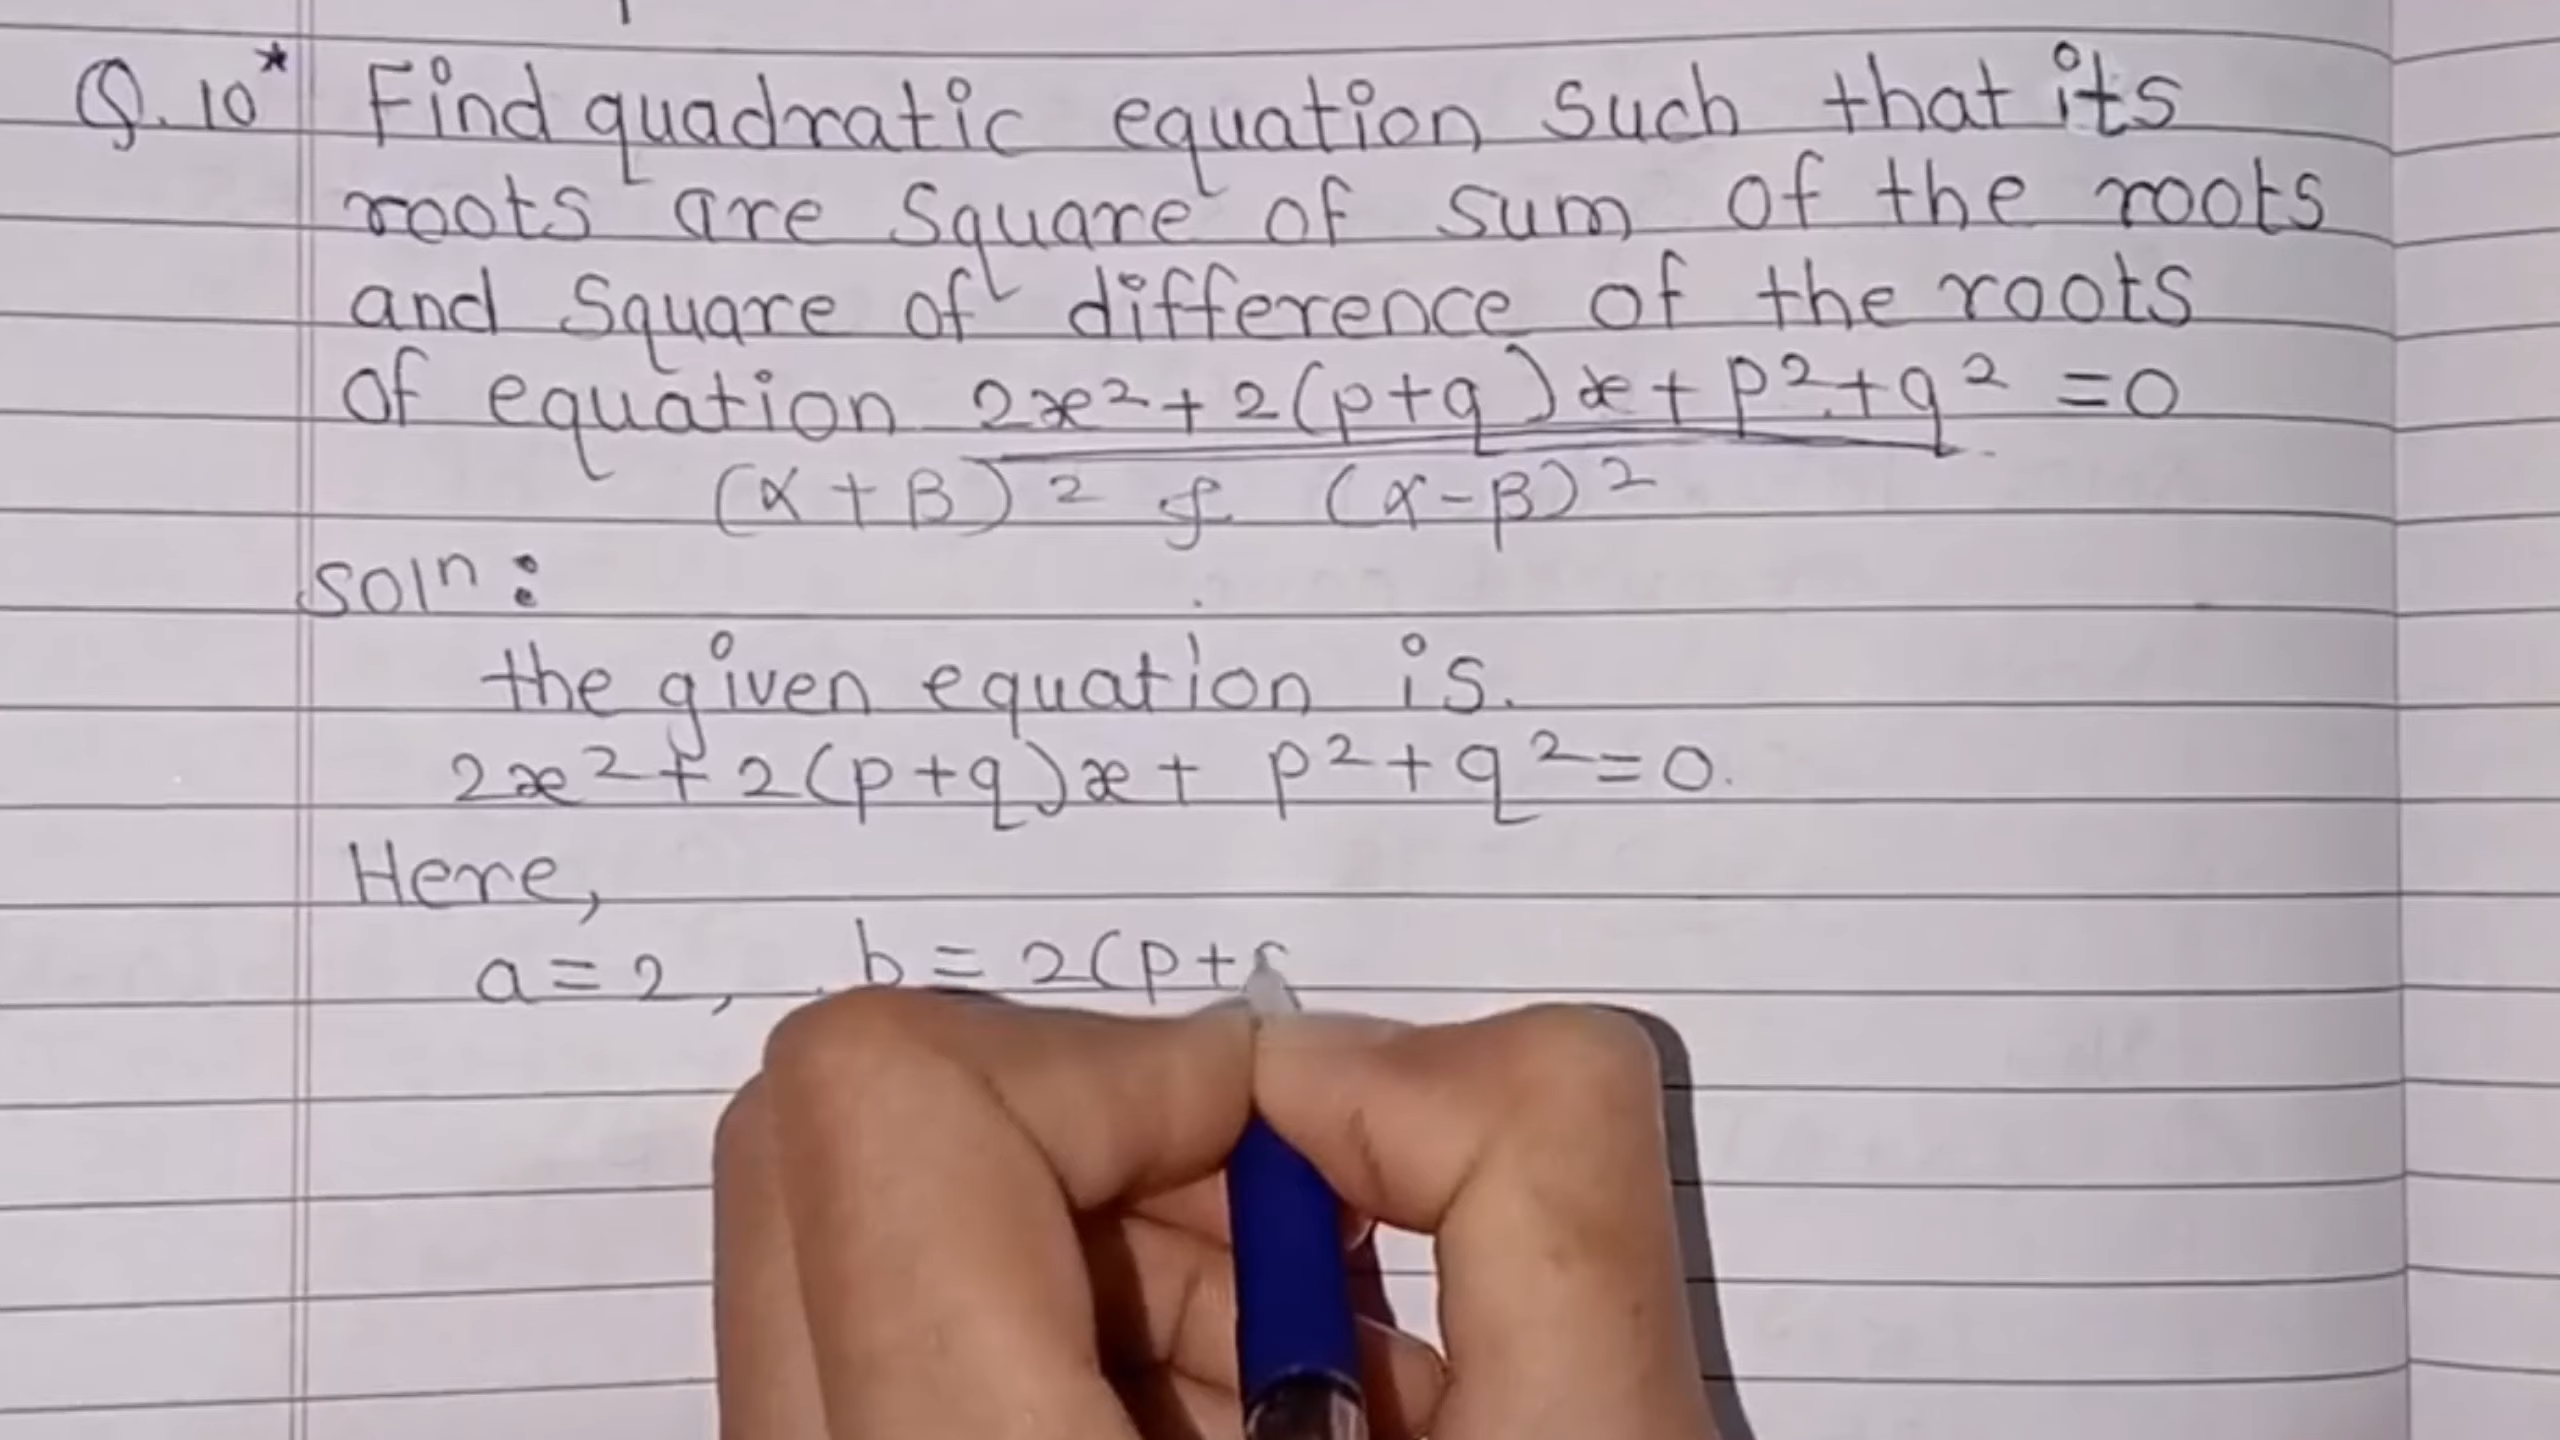 Q.10* Find quadratic equation such that its
roots are square of sum of the roots
and square of difference of the roots
of equation 2x²+2(p+q)x+p²+q²=0
(α+β)² & (α-β)²
Soln:
the given equation is.
2x²+2(p+q)x+p²+q²=0.
Here,
a=2, b=2(p+